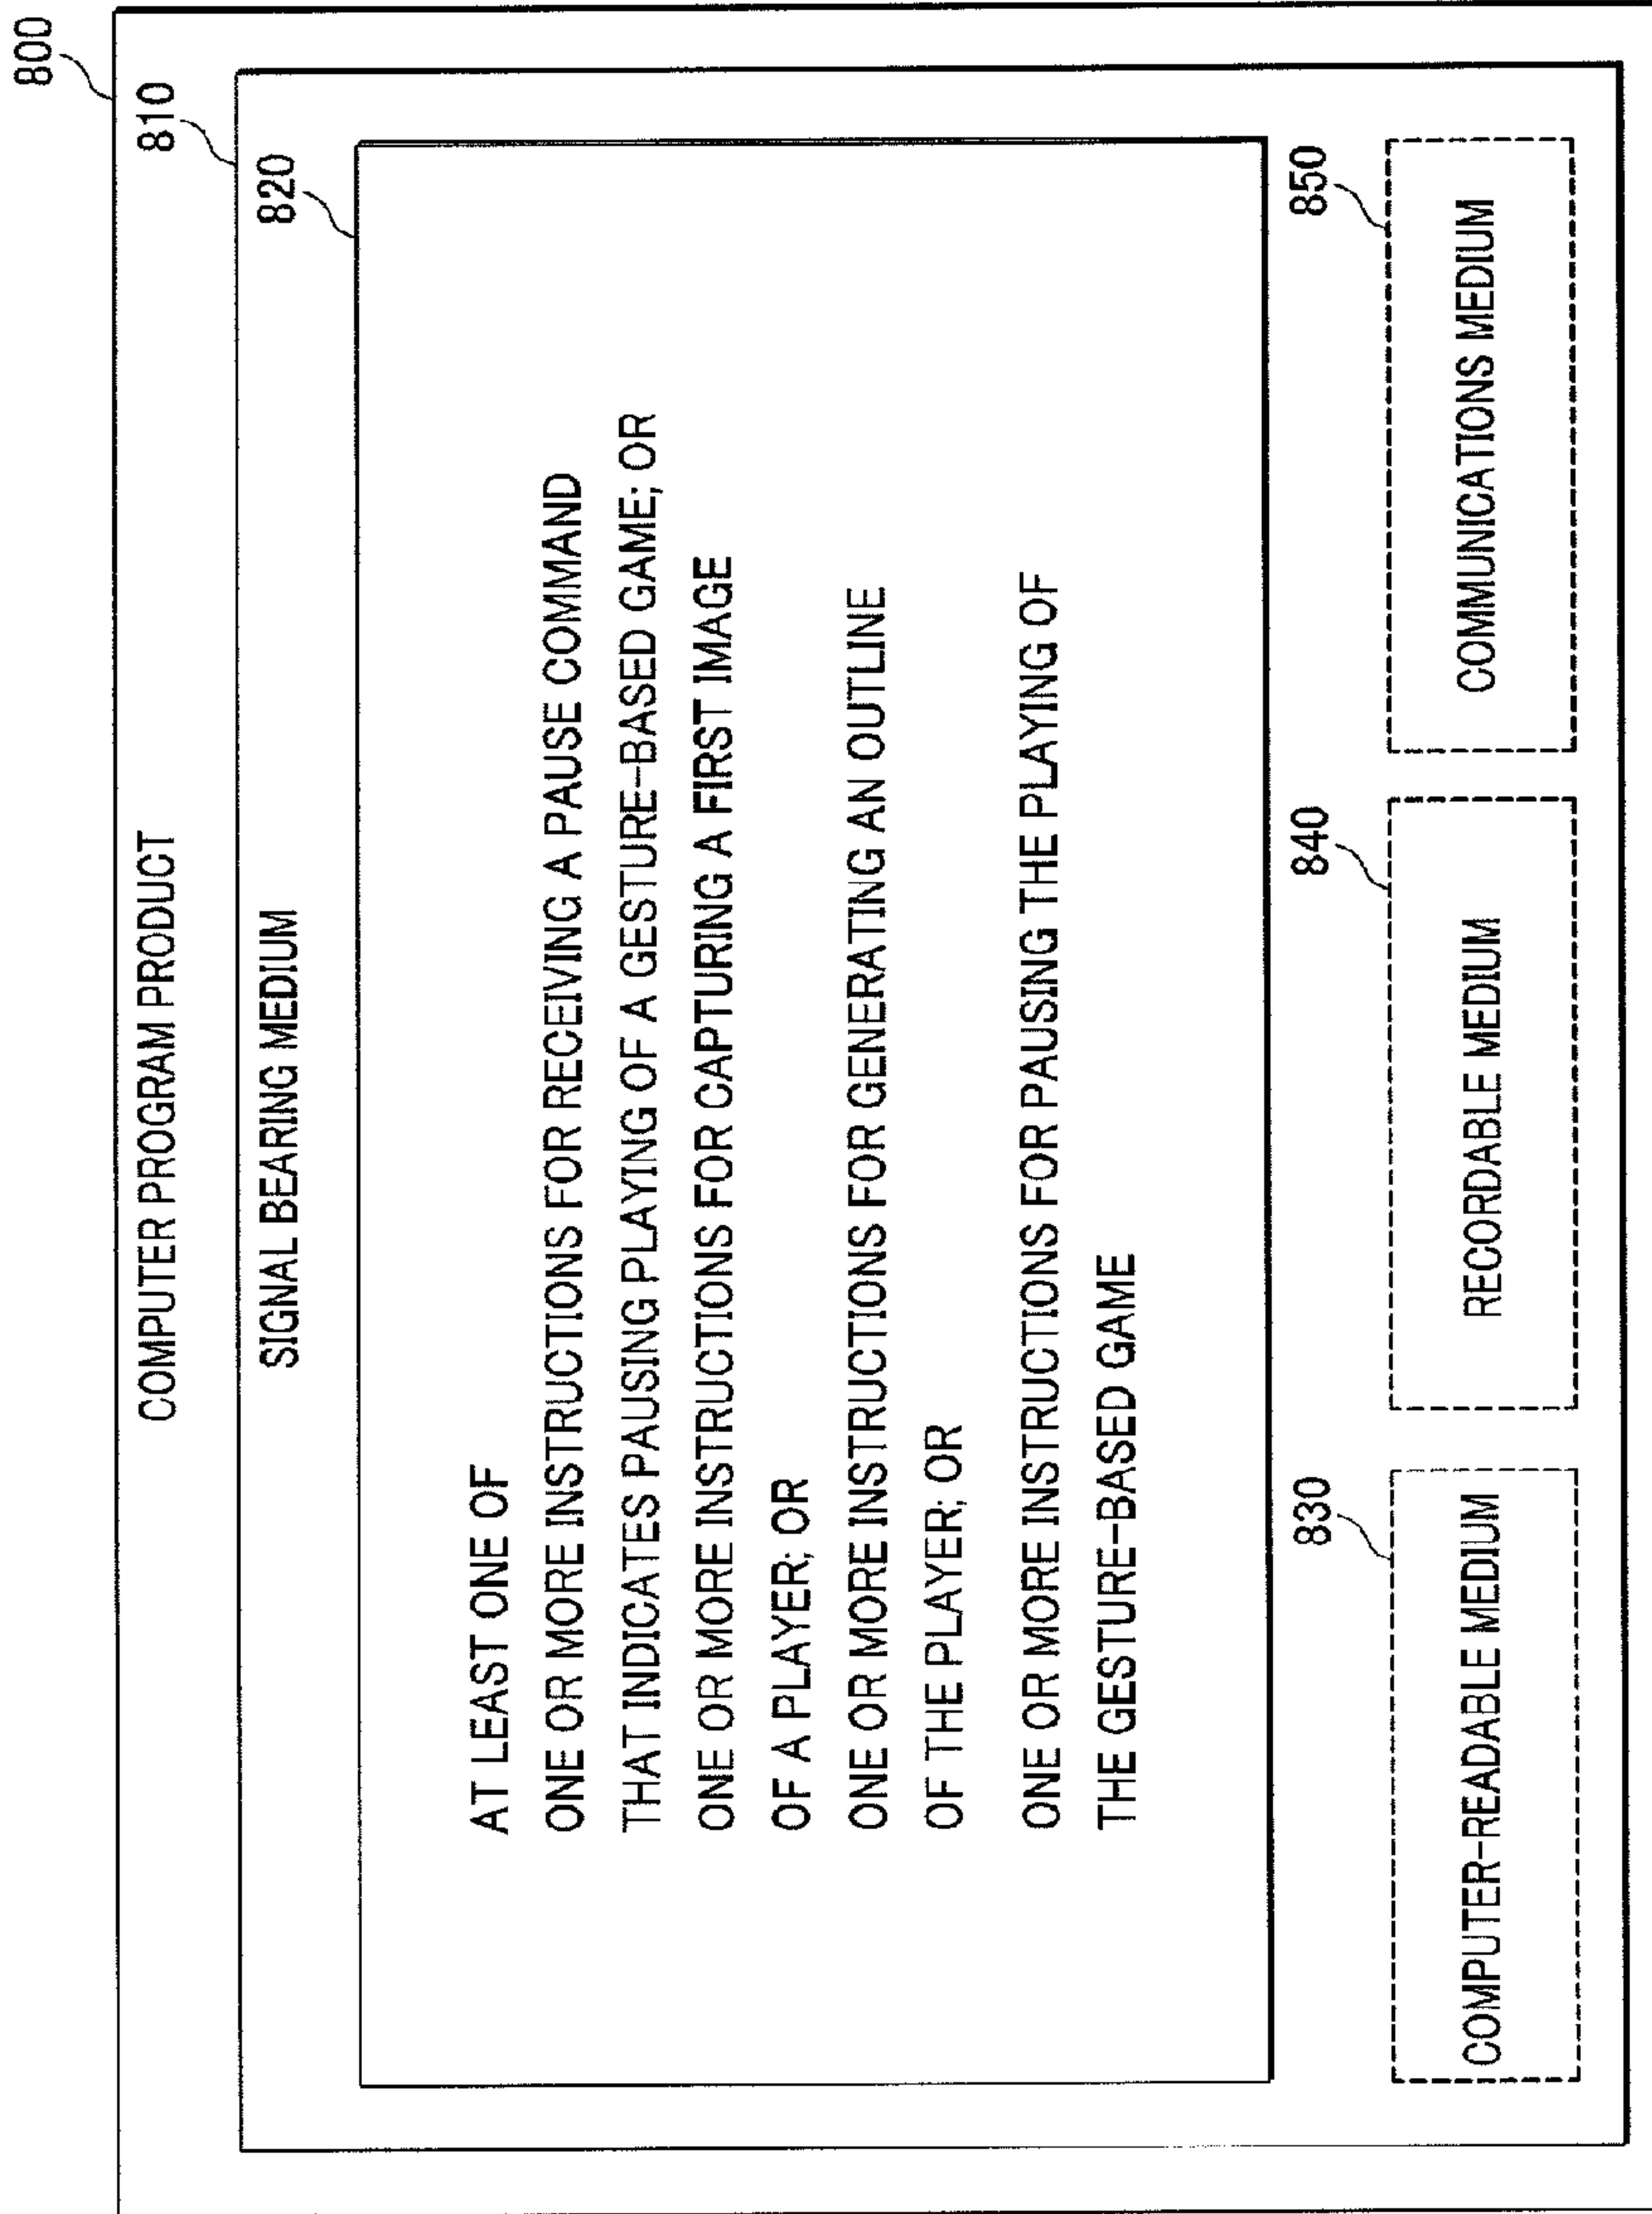 800
COMPUTER PROGRAM PRODUCT
810
SIGNAL BEARING MEDIUM
820
AT LEAST ONE OF
ONE OR MORE INSTRUCTIONS FOR RECEIVING A PAUSE COMMAND
THAT INDICATES PAUSING PLAYING OF A GESTURE-BASED GAME; OR
ONE OR MORE INSTRUCTIONS FOR CAPTURING A FIRST IMAGE
OF A PLAYER; OR
ONE OR MORE INSTRUCTIONS FOR GENERATING AN OUTLINE
OF THE PLAYER; OR
ONE OR MORE INSTRUCTIONS FOR PAUSING THE PLAYING OF
THE GESTURE-BASED GAME
830
COMPUTER-READABLE MEDIUM
840
RECORDABLE MEDIUM
850
COMMUNICATIONS MEDIUM